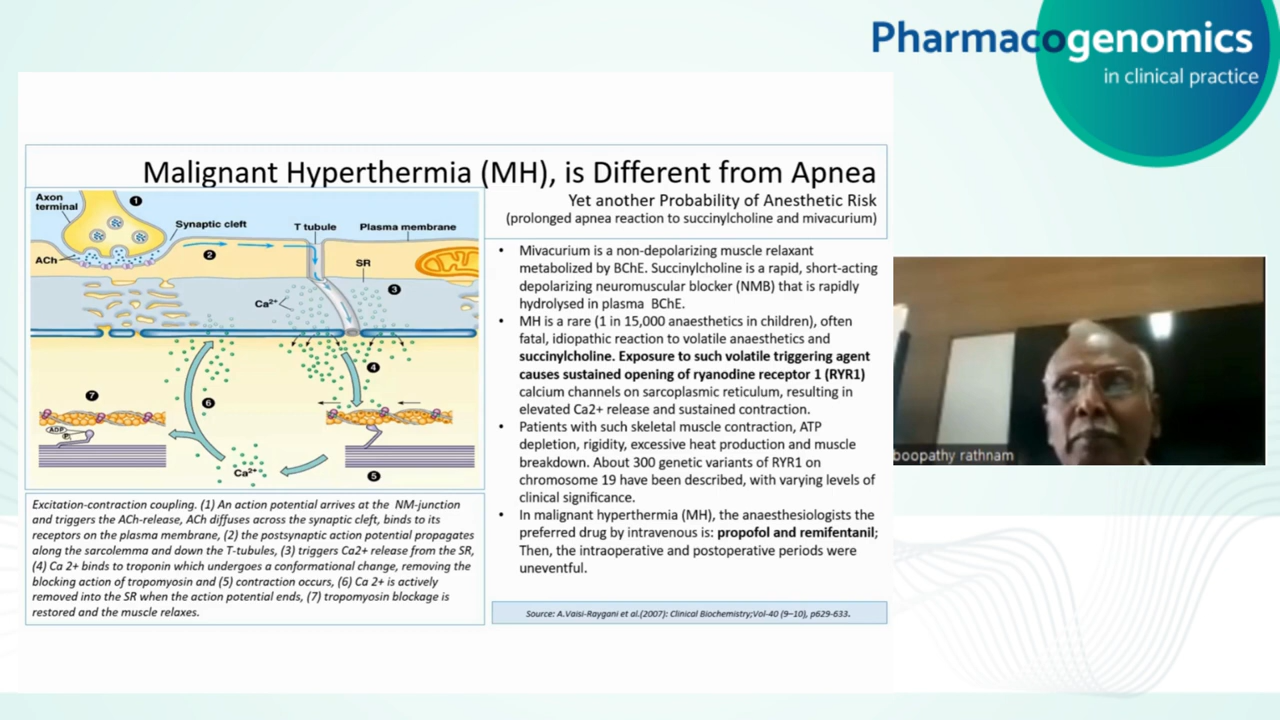 Pharmacogenomics
in clinical practice
Malignant Hyperthermia (MH), is Different from Apnea
Yet another Probability of Anesthetic Risk
(prolonged apnea reaction to succinylcholine and mivacurium)
Axon
terminal
1
Synaptic cleft
T tubule
Plasma membrane
ACh
2
SR
3
Ca²⁺
4
7
6
ADP
Pᵢ
Ca²⁺
5
Excitation-contraction coupling. (1) An action potential arrives at the NM-junction
and triggers the ACh-release, ACh diffuses across the synaptic cleft, binds to its
receptors on the plasma membrane, (2) the postsynaptic action potential propagates
along the sarcolemma and down the T-tubules, (3) triggers Ca2+ release from the SR,
(4) Ca 2+ binds to troponin which undergoes a conformational change, removing the
blocking action of tropomyosin and (5) contraction occurs, (6) Ca 2+ is actively
removed into the SR when the action potential ends, (7) tropomyosin blockage is
restored and the muscle relaxes.
• Mivacurium is a non-depolarizing muscle relaxant
metabolized by BChE. Succinylcholine is a rapid, short-acting
depolarizing neuromuscular blocker (NMB) that is rapidly
hydrolysed in plasma BChE.
• MH is a rare (1 in 15,000 anaesthetics in children), often
fatal, idiopathic reaction to volatile anaesthetics and
succinylcholine. Exposure to such volatile triggering agent
causes sustained opening of ryanodine receptor 1 (RYR1)
calcium channels on sarcoplasmic reticulum, resulting in
elevated Ca2+ release and sustained contraction.
• Patients with such skeletal muscle contraction, ATP
depletion, rigidity, excessive heat production and muscle
breakdown. About 300 genetic variants of RYR1 on
chromosome 19 have been described, with varying levels of
clinical significance.
• In malignant hyperthermia (MH), the anaesthesiologists the
preferred drug by intravenous is: propofol and remifentanil;
Then, the intraoperative and postoperative periods were
uneventful.
Source: A.Vaisi-Raygani et al.(2007): Clinical Biochemistry;Vol-40 (9–10), p629-633.
boopathy rathnam